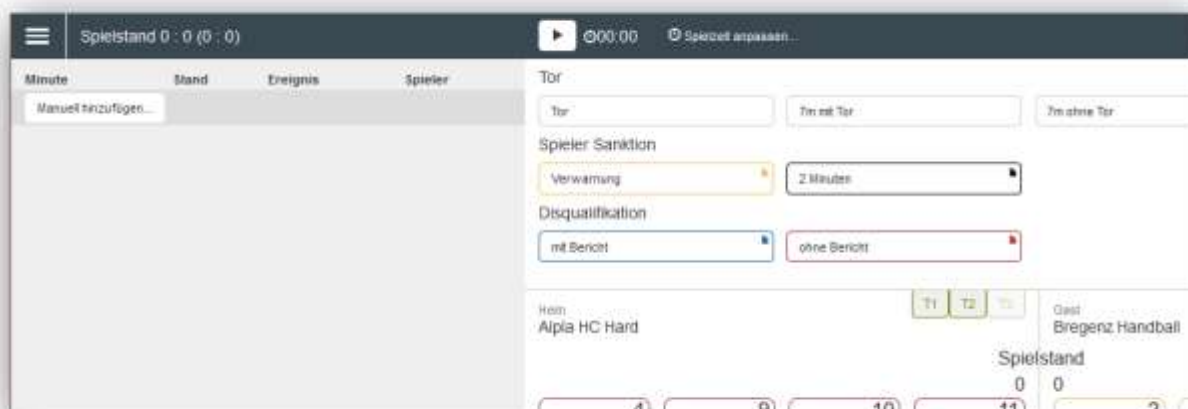 Spielstand 0 : 0 (0 : 0)
00:00
Spielzeit anpassen...
Minute Stand Ereignis Spieler
Manuell hinzufügen...
Tor
Tor 7m mit Tor 7m ohne Tor
Spieler Sanktion
Verwarnung 2 Minuten
Disqualifikation
mit Bericht ohne Bericht
Heim T1 T2 T3 Gast
Alpla HC Hard Bregenz Handball
Spielstand
0 0
4 9 10 11 2